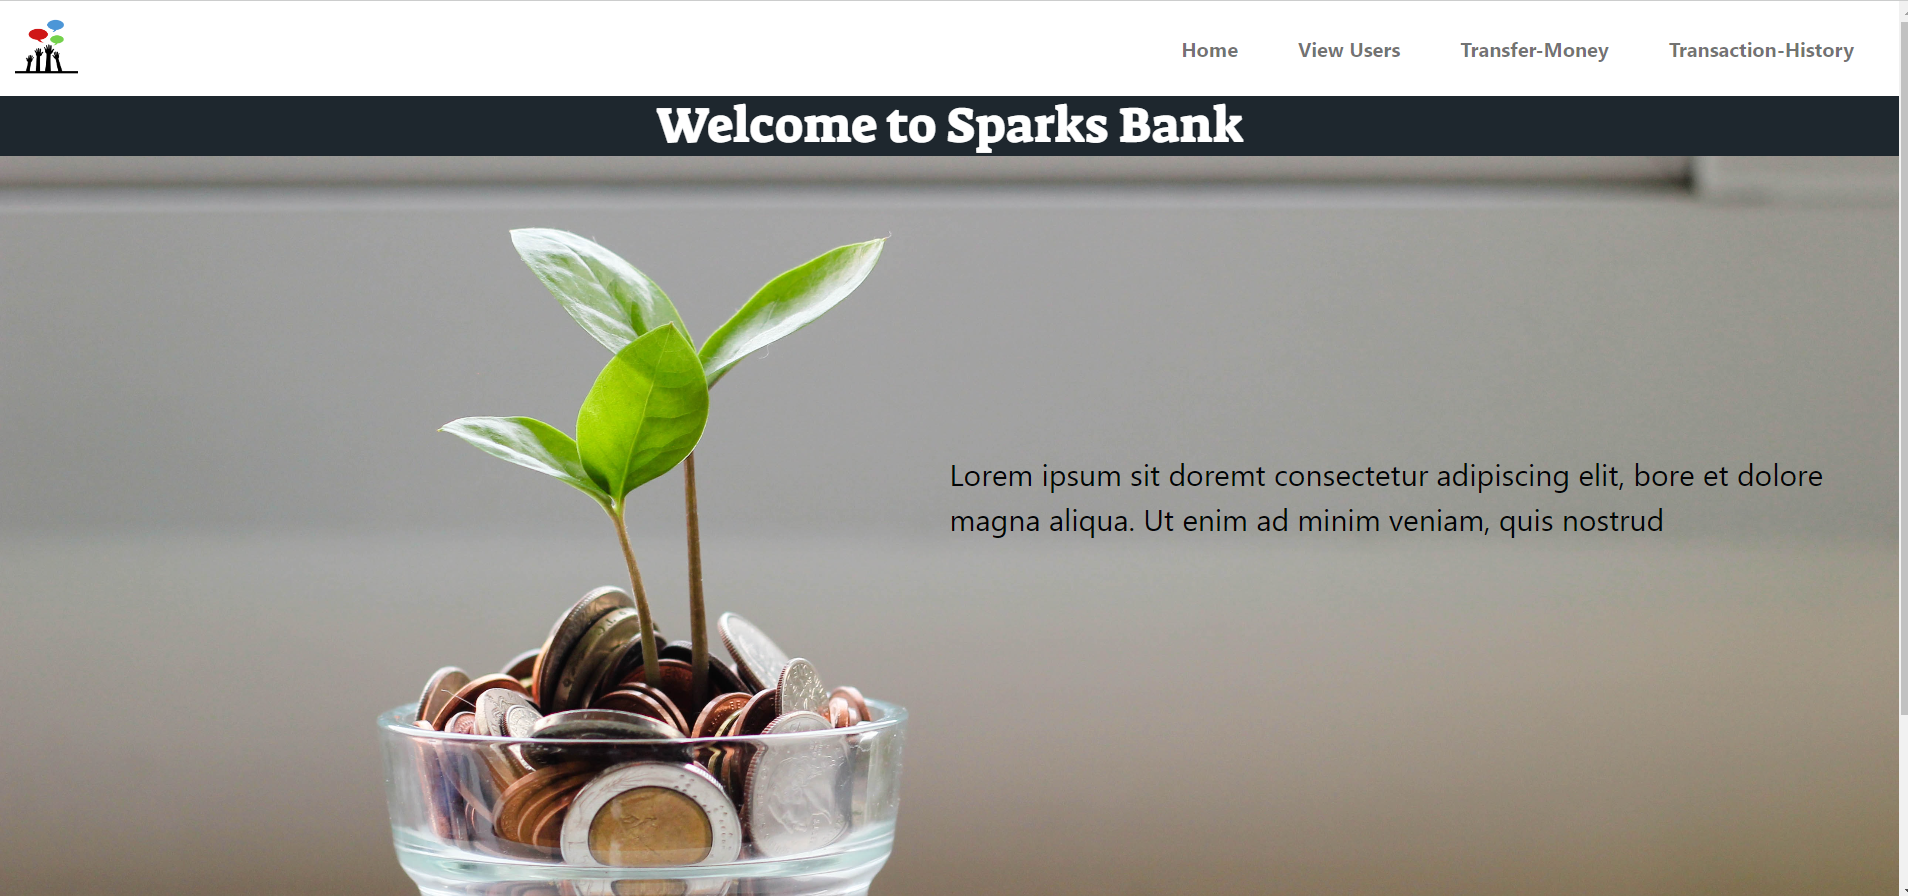 Home View Users Transfer-Money Transaction-History
Welcome to Sparks Bank
Lorem ipsum sit doremt consectetur adipiscing elit, bore et dolore
magna aliqua. Ut enim ad minim veniam, quis nostrud